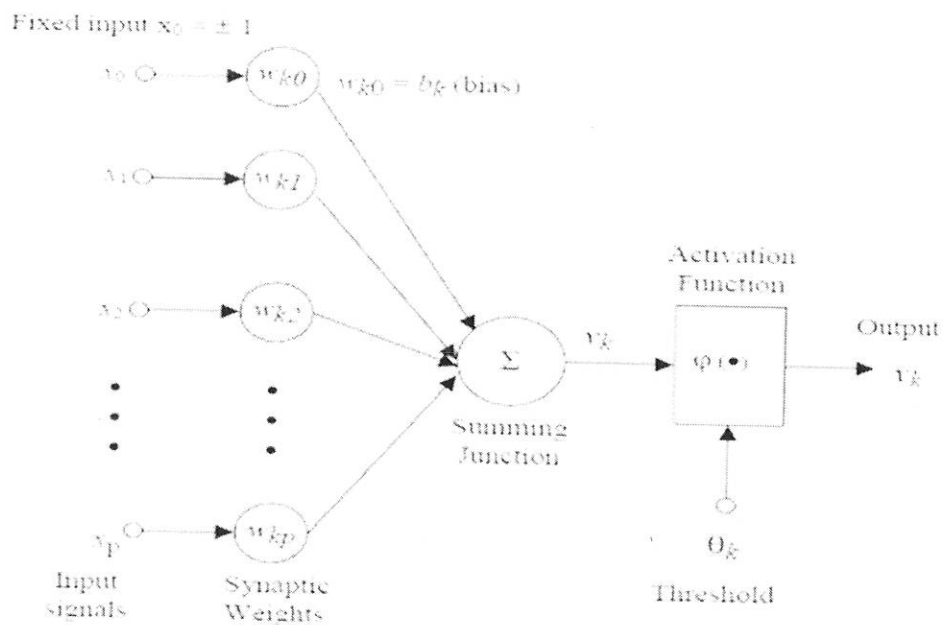 Fixed input x₀ = ± 1
x₀
wk0
wk0 = bk (bias)
x₁
wk1
x₂
wk2
xp
wkp
Input
signals
Synaptic
Weights
Σ
Summing
Junction
vk
Activation
Function
φ (•)
Output
yk
θk
Threshold